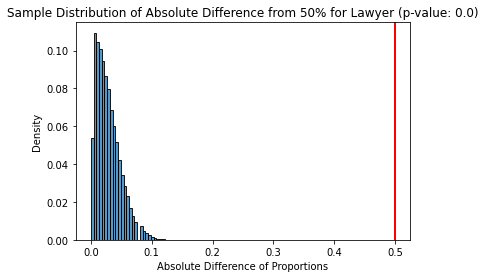 Sample Distribution of Absolute Difference from 50% for Lawyer (p-value: 0.0)
0.10
0.08
0.06
0.04
0.02
0.00
Density
0.0 0.1 0.2 0.3 0.4 0.5
Absolute Difference of Proportions